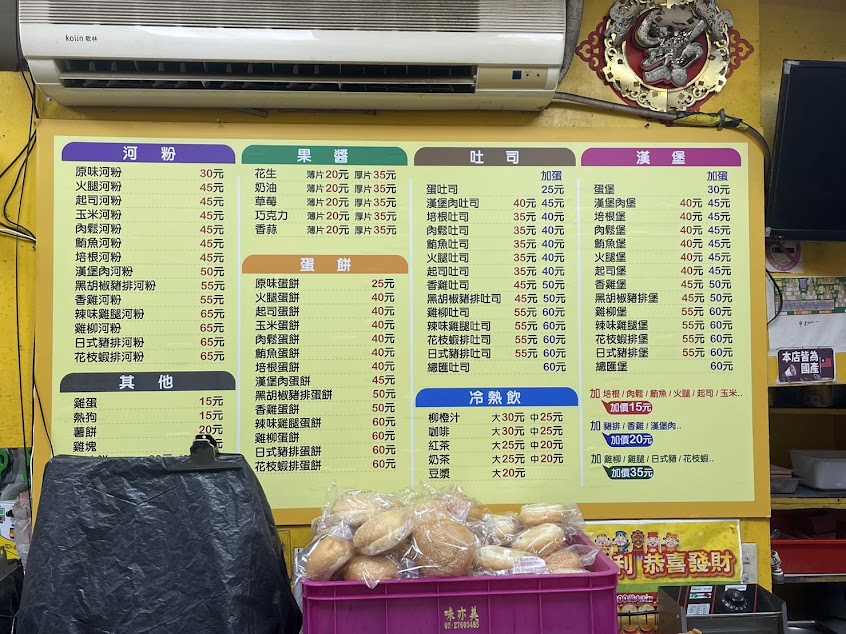 kolin 歌林
河粉
原味河粉 30元
火腿河粉 45元
起司河粉 45元
玉米河粉 45元
肉鬆河粉 45元
鮪魚河粉 45元
培根河粉 45元
漢堡肉河粉 50元
黑胡椒豬排河粉 55元
香雞河粉 55元
辣味雞腿河粉 65元
雞柳河粉 65元
日式豬排河粉 65元
花枝蝦排河粉 65元
其他
雞蛋 15元
熱狗 15元
薯餅 20元
雞塊
果醬
花生 薄片20元 厚片35元
奶油 薄片20元 厚片35元
草莓 薄片20元 厚片35元
巧克力 薄片20元 厚片35元
香蒜 薄片20元 厚片35元
蛋餅
原味蛋餅 25元
火腿蛋餅 40元
起司蛋餅 40元
玉米蛋餅 40元
肉鬆蛋餅 40元
鮪魚蛋餅 40元
培根蛋餅 40元
漢堡肉蛋餅 45元
黑胡椒豬排蛋餅 50元
香雞蛋餅 50元
辣味雞腿蛋餅 60元
雞柳蛋餅 60元
日式豬排蛋餅 60元
花枝蝦排蛋餅 60元
吐司
加蛋
蛋吐司 25元
漢堡肉吐司 40元 45元
培根吐司 35元 40元
肉鬆吐司 35元 40元
鮪魚吐司 35元 40元
火腿吐司 35元 40元
起司吐司 35元 40元
香雞吐司 45元 50元
黑胡椒豬排吐司 45元 50元
雞柳吐司 55元 60元
辣味雞腿吐司 55元 60元
花枝蝦排吐司 55元 60元
日式豬排吐司 55元 60元
總匯吐司 60元
冷熱飲
柳橙汁 大30元 中25元
咖啡 大30元 中25元
紅茶 大25元 中20元
奶茶 大25元 中20元
豆漿 大20元
漢堡
加蛋
蛋堡 30元
漢堡肉堡 40元 45元
培根堡 40元 45元
肉鬆堡 40元 45元
鮪魚堡 40元 45元
火腿堡 40元 45元
起司堡 40元 45元
香雞堡 45元 50元
黑胡椒豬排堡 45元 50元
雞柳堡 55元 60元
辣味雞腿堡 55元 60元
花枝蝦排堡 55元 60元
日式豬排堡 55元 60元
總匯堡 60元
加 培根/肉鬆/鮪魚/火腿/起司/玉米..
加價15元
加 豬排/香雞/漢堡肉..
加價20元
加 雞柳/雞腿/日式豬/花枝蝦..
加價35元
本店皆為
國產
利 恭喜發財
味亦美
02-27603485